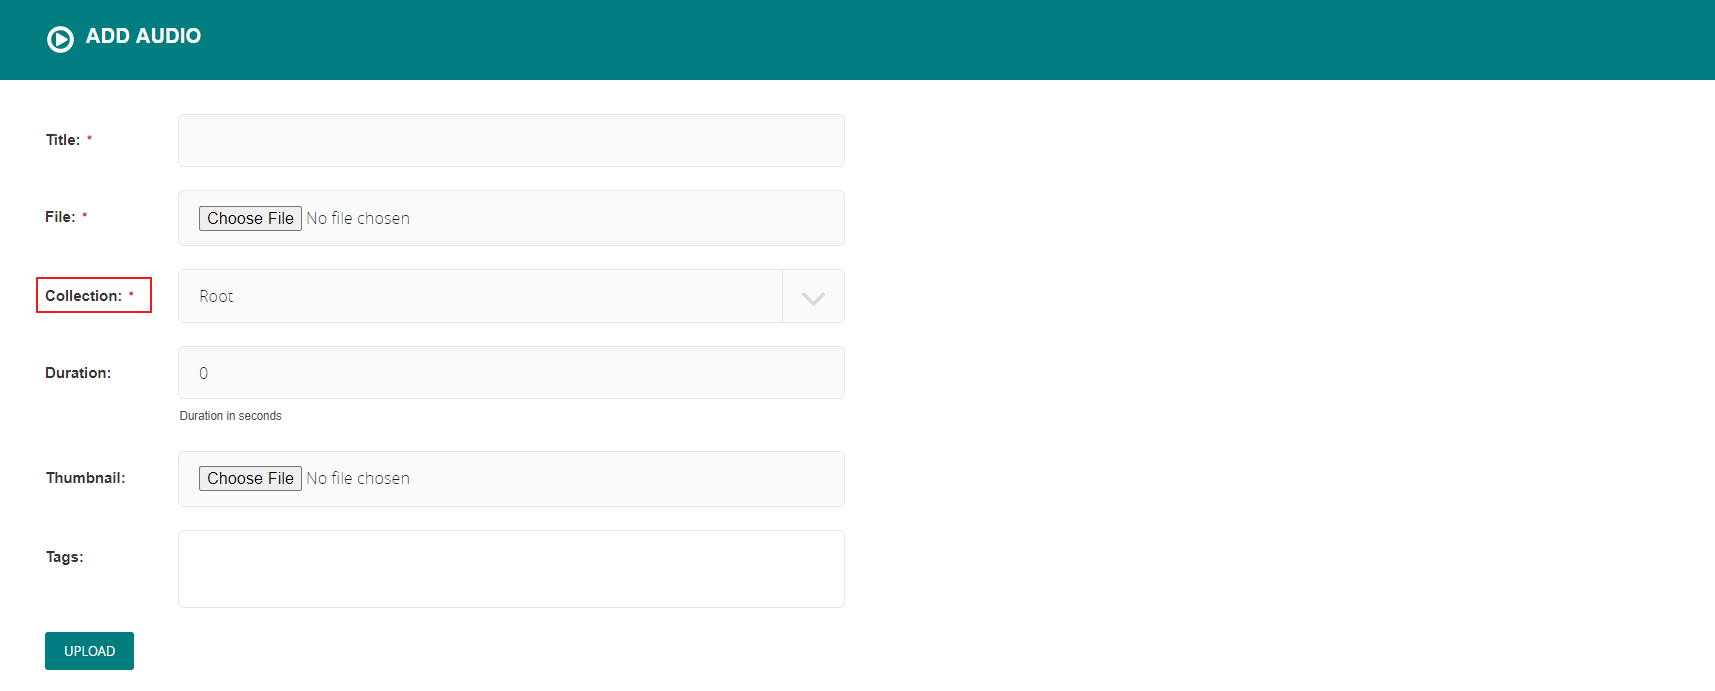 ADD AUDIO
Title: *
File: * Choose File No file chosen
Collection: * Root
Duration: 0
Duration in seconds
Thumbnail: Choose File No file chosen
Tags:
UPLOAD